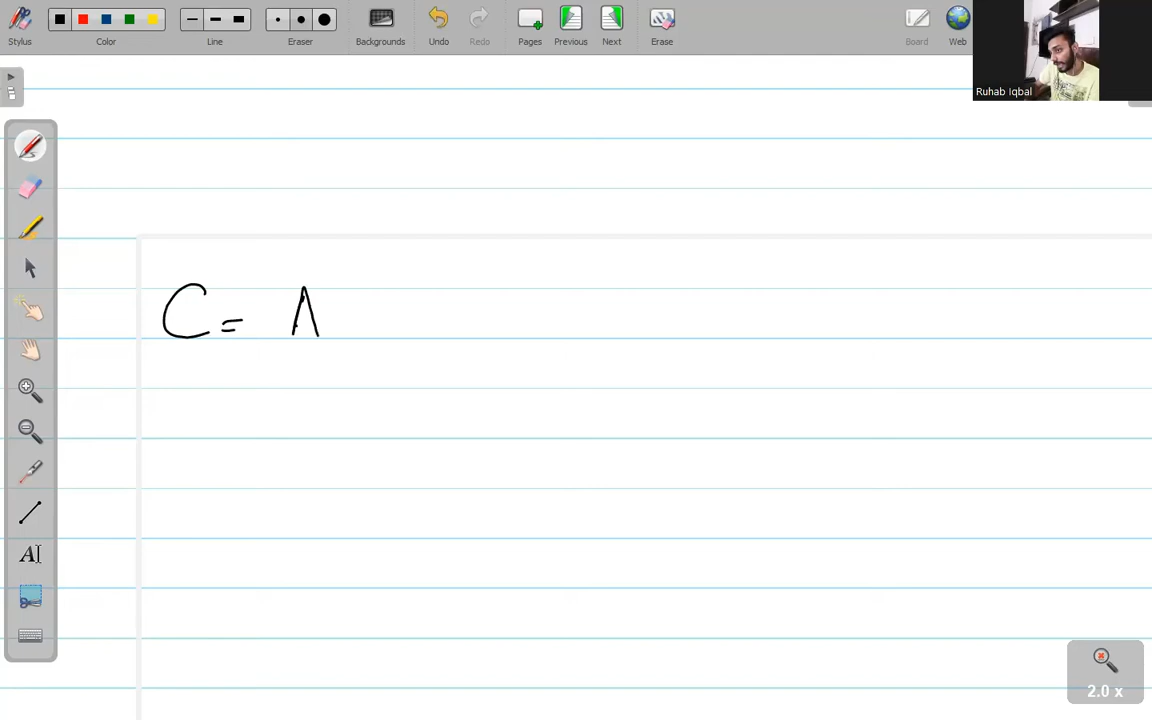 Stylus
Color
Line
Eraser
Backgrounds
Undo
Redo
Pages
Previous
Next
Erase
Board
Web
Ruhab Iqbal
C = A
A
2.0 x